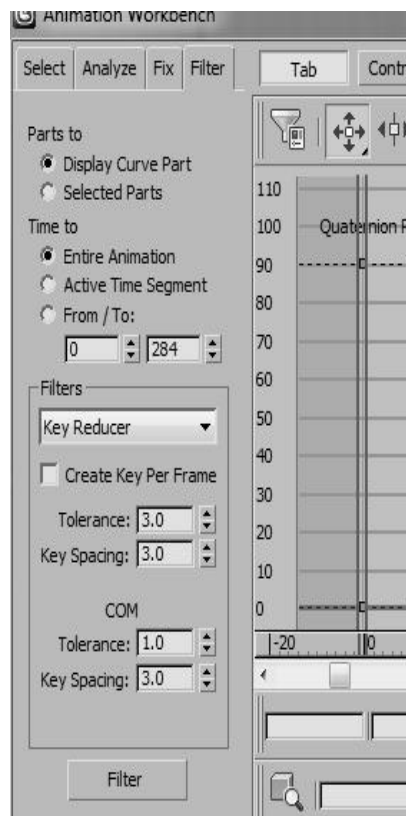 Animation Workbench
Select Analyze Fix Filter
Tab Contr
Parts to
Display Curve Part
Selected Parts
Time to
Entire Animation
Active Time Segment
From / To:
0 284
Filters
Key Reducer
Create Key Per Frame
Tolerance: 3.0
Key Spacing: 3.0
COM
Tolerance: 1.0
Key Spacing: 3.0
Filter
110
100 Quaternion R
90
80
70
60
50
40
30
20
10
0
-20 0